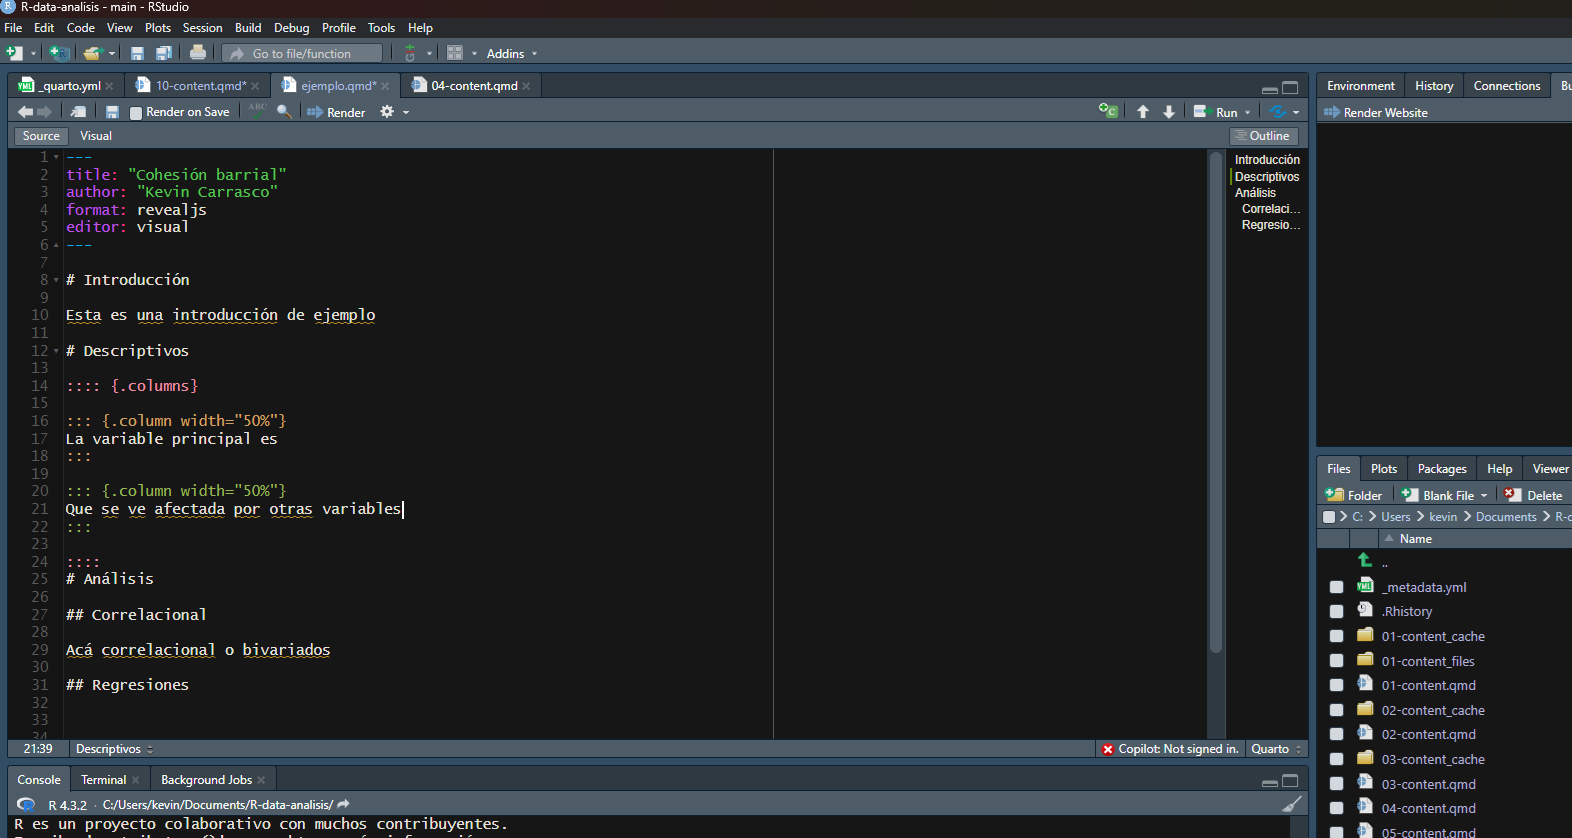 R-data-analisis - main - RStudio
File Edit Code View Plots Session Build Debug Profile Tools Help
Go to file/function Addins
_quarto.yml 10-content.qmd* ejemplo.qmd* 04-content.qmd
Render on Save ABC Render Run
Source Visual Outline
1 ---
2 title: "Cohesión barrial"
3 author: "Kevin Carrasco"
4 format: revealjs
5 editor: visual
6 ---
7
8 # Introducción
9
10 Esta es una introducción de ejemplo
11
12 # Descriptivos
13
14 :::: {.columns}
15
16 ::: {.column width="50%"}
17 La variable principal es
18 :::
19
20 ::: {.column width="50%"}
21 Que se ve afectada por otras variables
22 :::
23
24 ::::
25 # Análisis
26
27 ## Correlacional
28
29 Acá correlacional o bivariados
30
31 ## Regresiones
32
33
34
Introducción
Descriptivos
Análisis
Correlaci...
Regresio...
21:39 Descriptivos Copilot: Not signed in. Quarto
Console Terminal Background Jobs
R 4.3.2 · C:/Users/kevin/Documents/R-data-analisis/
R es un proyecto colaborativo con muchos contribuyentes.
Environment History Connections Bu
Render Website
Files Plots Packages Help Viewer
Folder Blank File Delete
C: Users kevin Documents R-d
Name
..
_metadata.yml
.Rhistory
01-content_cache
01-content_files
01-content.qmd
02-content_cache
02-content.qmd
03-content_cache
03-content.qmd
04-content.qmd
05-content.qmd